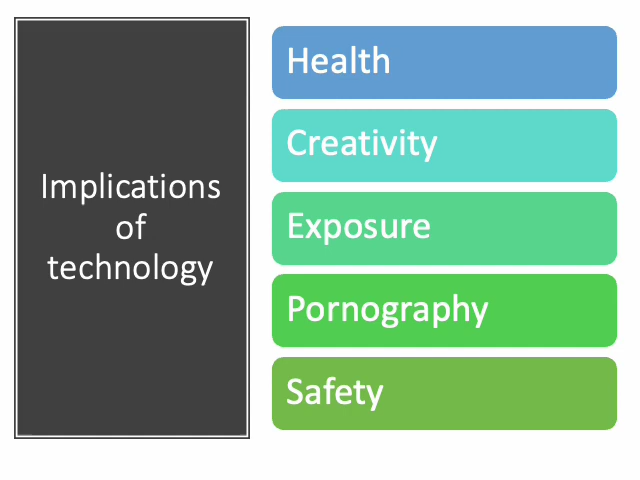 Implications
of
technology
Health
Creativity
Exposure
Pornography
Safety